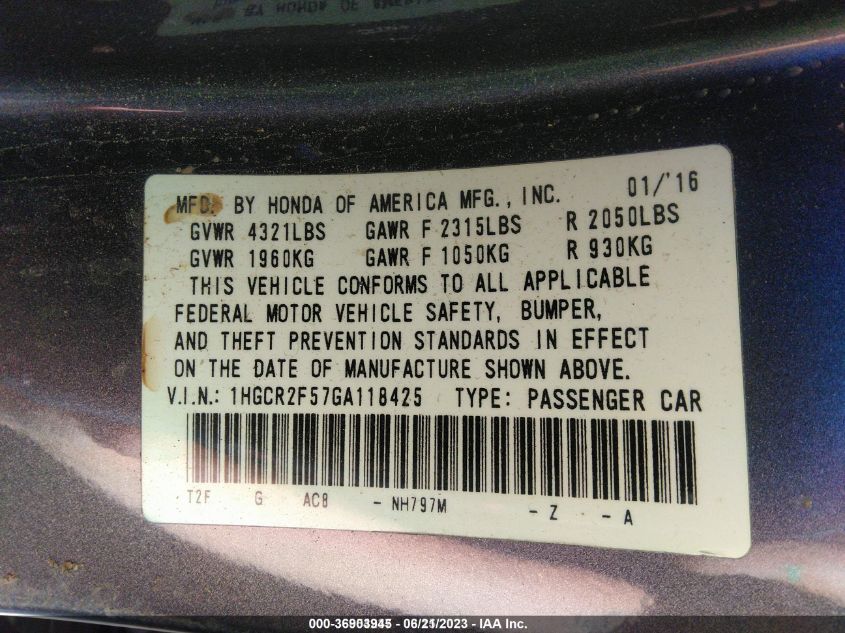 MFD. BY HONDA OF AMERICA MFG., INC. 01/'16
GVWR 4321LBS GAWR F 2315LBS R 2050LBS
GVWR 1960KG GAWR F 1050KG R 930KG
THIS VEHICLE CONFORMS TO ALL APPLICABLE
FEDERAL MOTOR VEHICLE SAFETY, BUMPER,
AND THEFT PREVENTION STANDARDS IN EFFECT
ON THE DATE OF MANUFACTURE SHOWN ABOVE.
V.I.N.: 1HGCR2F57GA118425 TYPE: PASSENGER CAR
T2F G AC8 - NH797M - Z - A
06/21/2023 - IAA Inc.